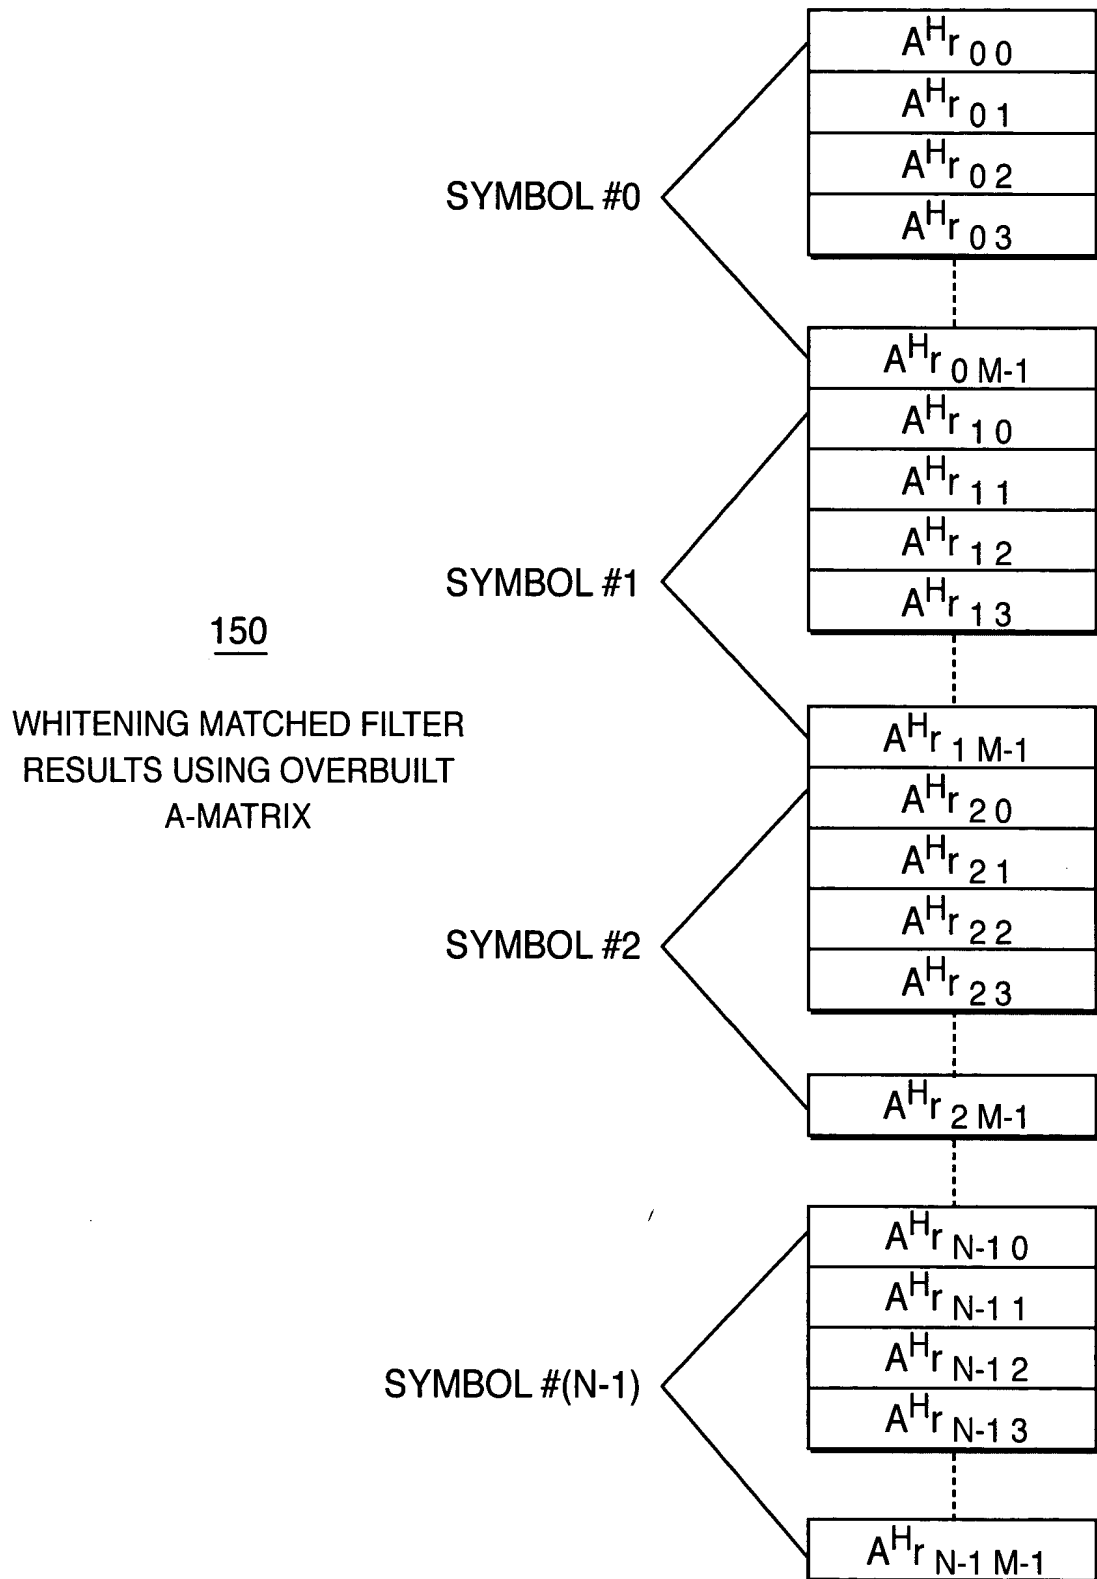 A^H r 0 0
A^H r 0 1
A^H r 0 2
SYMBOL #0
A^H r 0 3
A^H r 0 M-1
A^H r 1 0
A^H r 1 1
A^H r 1 2
SYMBOL #1
A^H r 1 3
150
WHITENING MATCHED FILTER
RESULTS USING OVERBUILT
A-MATRIX
A^H r 1 M-1
A^H r 2 0
A^H r 2 1
A^H r 2 2
SYMBOL #2
A^H r 2 3
A^H r 2 M-1
A^H r N-1 0
A^H r N-1 1
A^H r N-1 2
SYMBOL #(N-1)
A^H r N-1 3
A^H r N-1 M-1